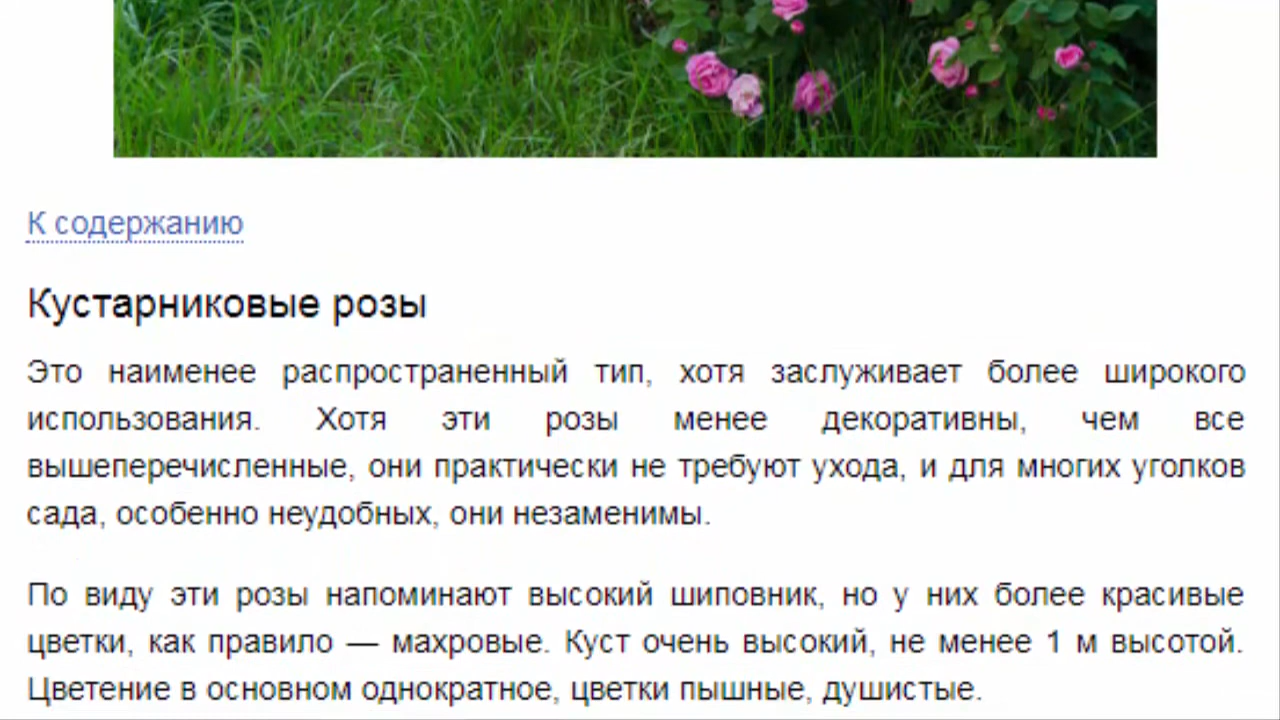 К содержанию
Кустарниковые розы
Это наименее распространенный тип, хотя заслуживает более широкого
использования. Хотя эти розы менее декоративны, чем все
вышеперечисленные, они практически не требуют ухода, и для многих уголков
сада, особенно неудобных, они незаменимы.
По виду эти розы напоминают высокий шиповник, но у них более красивые
цветки, как правило — махровые. Куст очень высокий, не менее 1 м высотой.
Цветение в основном однократное, цветки пышные, душистые.